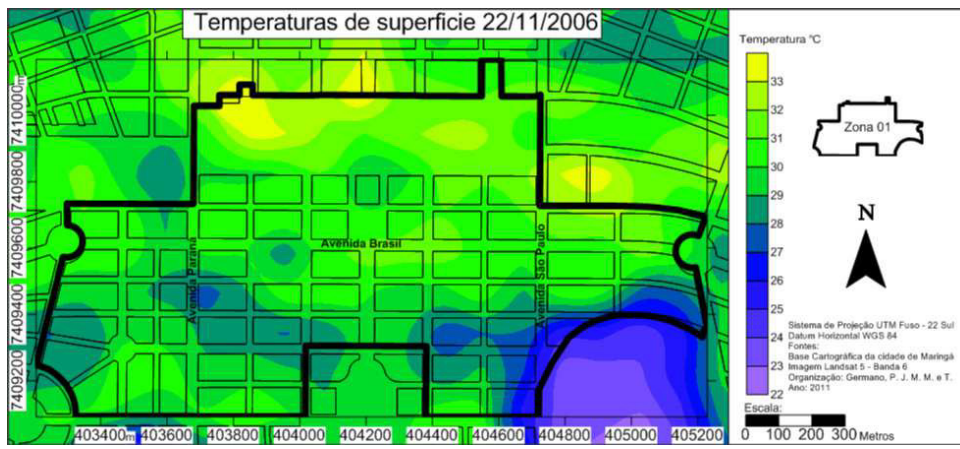 Temperaturas de superficie 22/11/2006
7410000m
7409800
7409600
7409400
7409200
Avenida Brasil
Avenida Paraná
Avenida São Paulo
403400m 403600 403800 404000 404200 404400 404600 404800 405000 405200
Temperatura °C
33
32
31
30
29
28
27
26
25
24
23
22
Zona 01
N
Sistema de Projeção UTM Fuso - 22 Sul
Datum Horizontal WGS 84
Fontes:
Base Cartográfica da cidade de Maringá
Imagem Landsat 5 - Banda 6
Organização: Germano, P. J. M. M. e T.
Ano: 2011
Escala:
0 100 200 300 Metros